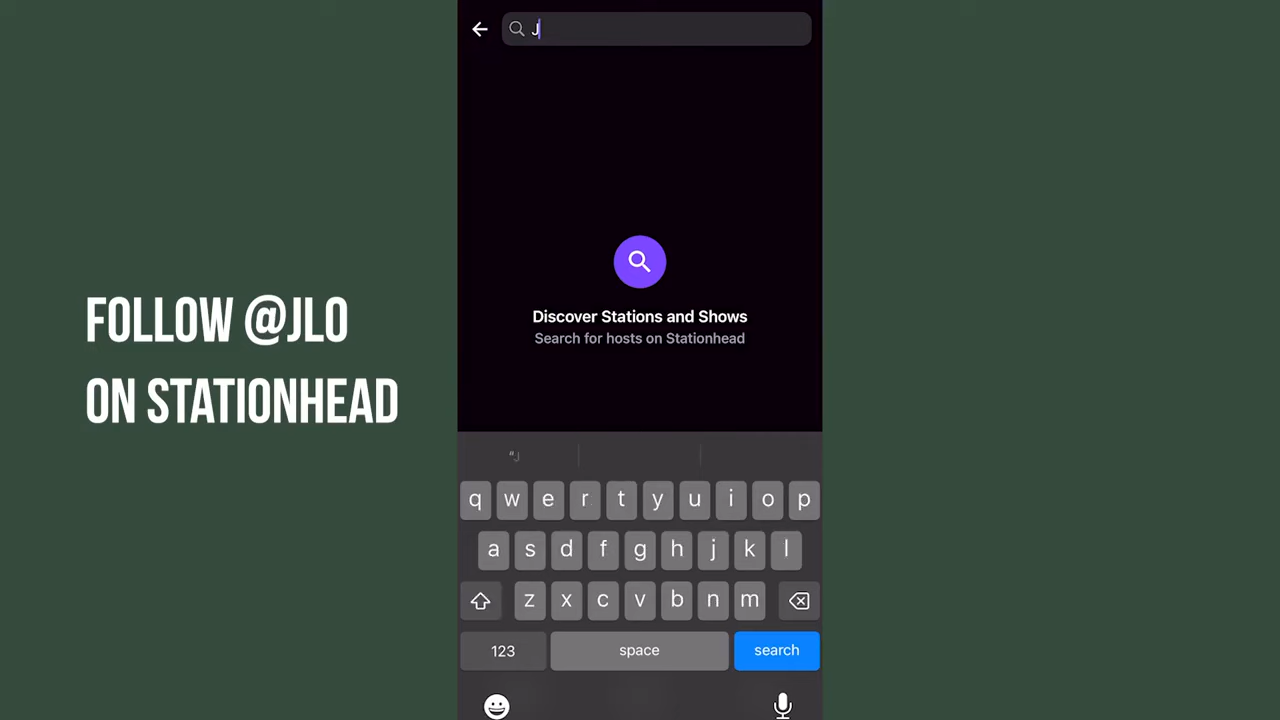 J
FOLLOW @JLO
ON STATIONHEAD
Discover Stations and Shows
Search for hosts on Stationhead
“J
q w e r t y u i o p
a s d f g h j k l
z x c v b n m
123 space search